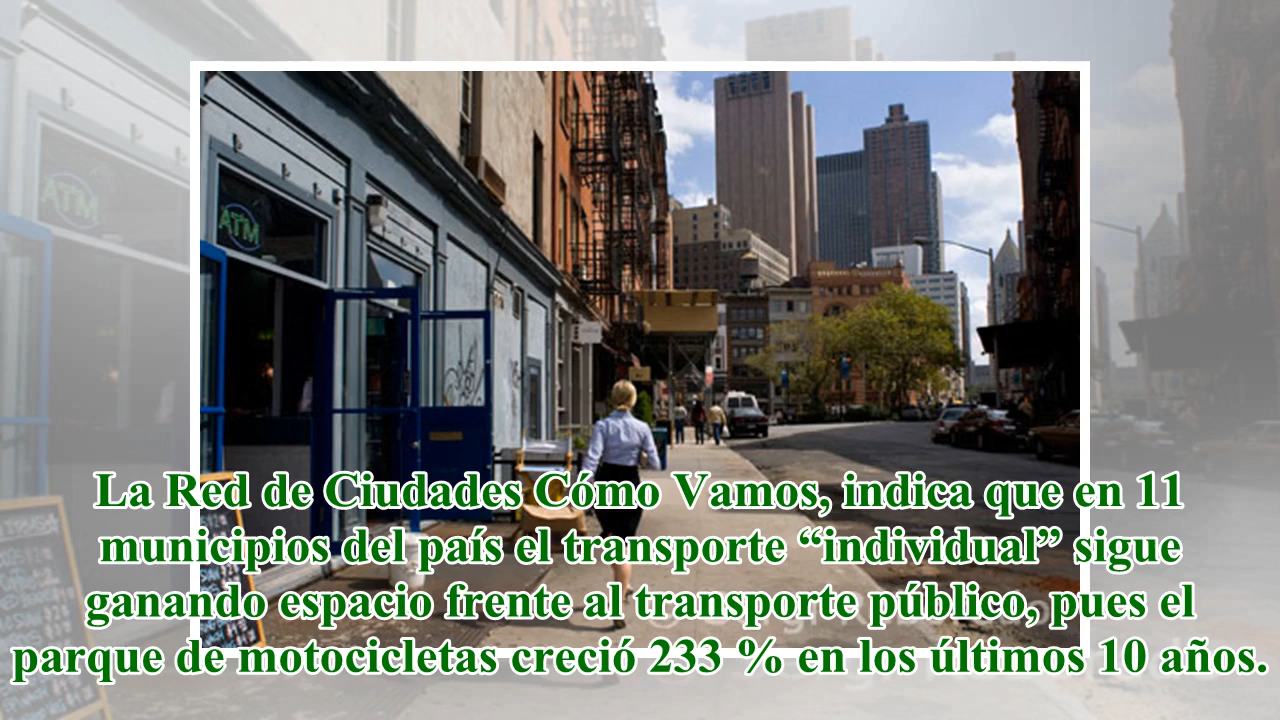 ATM
ATM
La Red de Ciudades Cómo Vamos, indica que en 11
municipios del país el transporte “individual” sigue
ganando espacio frente al transporte público, pues el
parque de motocicletas creció 233 % en los últimos 10 años.